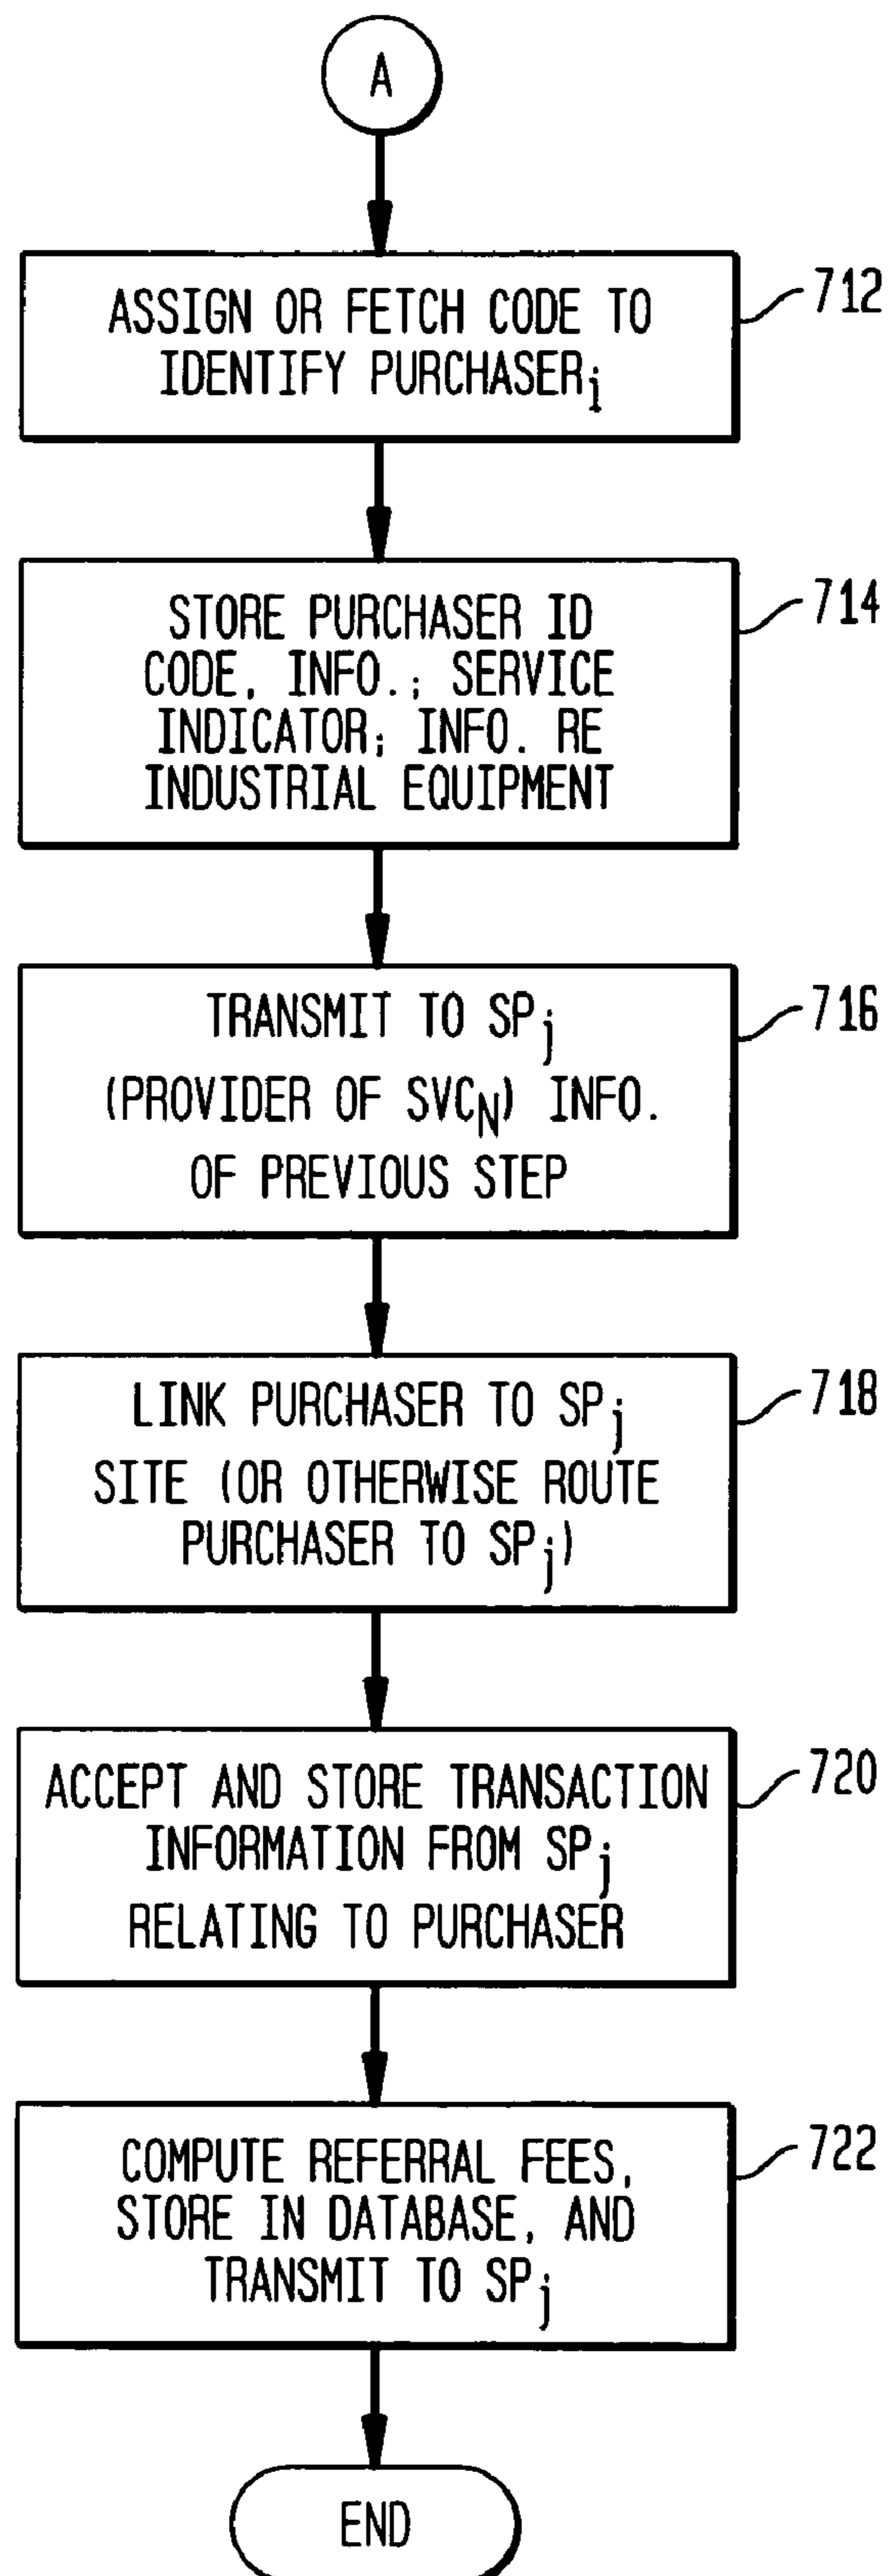 A
ASSIGN OR FETCH CODE TO
IDENTIFY PURCHASERi
712
STORE PURCHASER ID
CODE, INFO.; SERVICE
INDICATOR; INFO. RE
INDUSTRIAL EQUIPMENT
714
TRANSMIT TO SPj
(PROVIDER OF SVCN) INFO.
OF PREVIOUS STEP
716
LINK PURCHASER TO SPj
SITE (OR OTHERWISE ROUTE
PURCHASER TO SPj)
718
ACCEPT AND STORE TRANSACTION
INFORMATION FROM SPj
RELATING TO PURCHASER
720
COMPUTE REFERRAL FEES,
STORE IN DATABASE, AND
TRANSMIT TO SPj
722
END